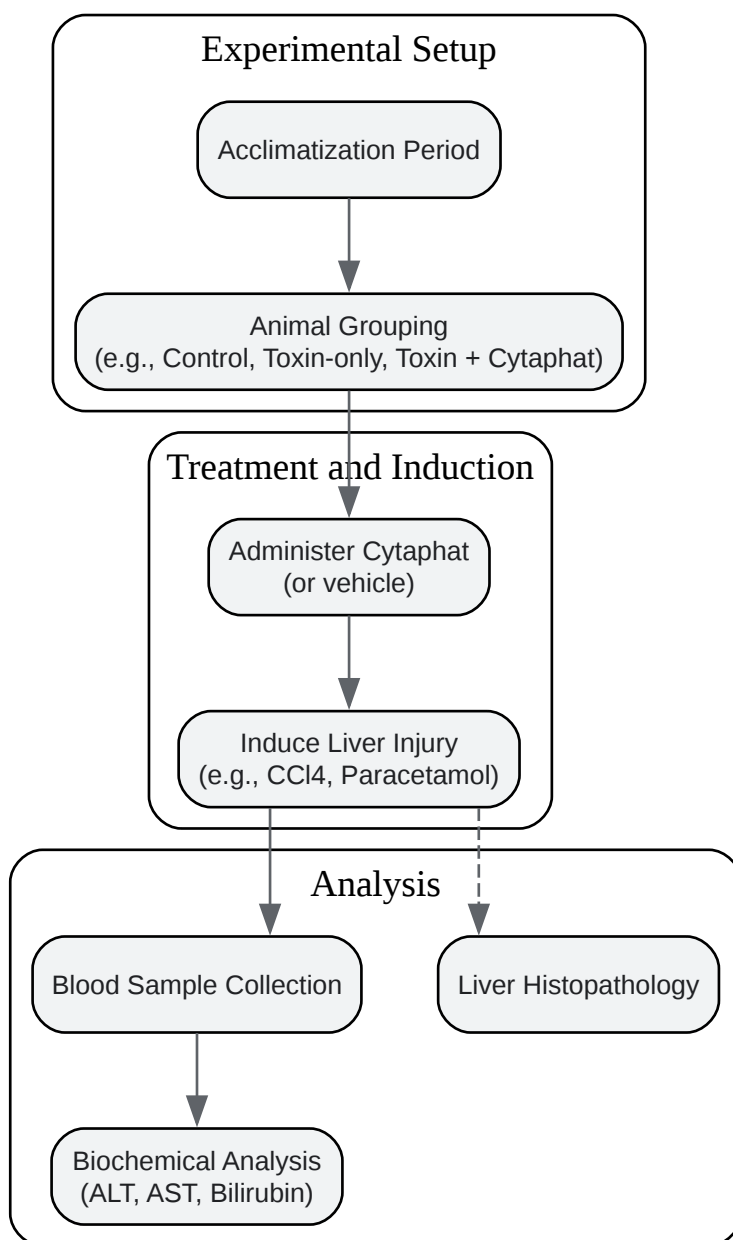 Experimental Setup
Acclimatization Period
Animal Grouping
(e.g., Control, Toxin-only, Toxin + Cytaphat)
Treatment and Induction
Administer Cytaphat
(or vehicle)
Induce Liver Injury
(e.g., CCl4, Paracetamol)
Analysis
Blood Sample Collection
Liver Histopathology
Biochemical Analysis
(ALT, AST, Bilirubin)